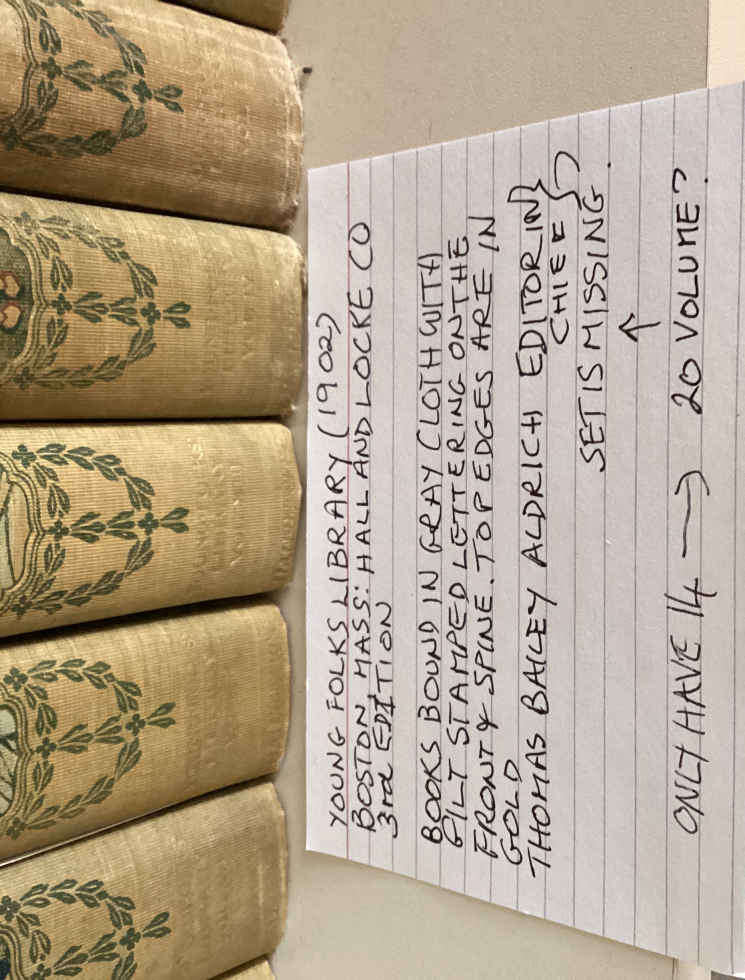 YOUNG FOLKS LIBRARY (1902)
BOSTON, MASS: HALL AND LOCKE CO
3rd EDITION
BOOKS BOUND IN GRAY CLOTH WITH
GILT STAMPED LETTERING ON THE
FRONT & SPINE. TOP EDGES ARE IN
GOLD
THOMAS BAILEY ALDRICH EDITOR IN}
CHIEF}
SET IS MISSING.
↑
ONLY HAVE 14 → 20 VOLUME?